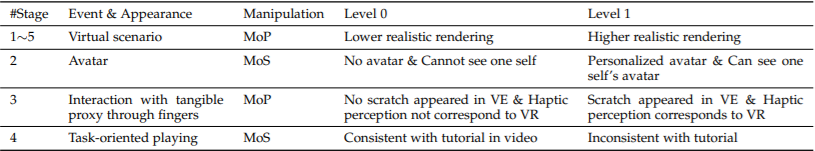 #Stage Event & Appearance Manipulation Level 0 Level 1
1∼5 Virtual scenario MoP Lower realistic rendering Higher realistic rendering
2 Avatar MoS No avatar & Cannot see one self Personalized avatar & Can see one
self's avatar
3 Interaction with tangible MoP No scratch appeared in VE & Haptic Scratch appeared in VE & Haptic
proxy through fingers perception not correspond to VR perception corresponds to VR
4 Task-oriented playing MoS Consistent with tutorial in video Inconsistent with tutorial